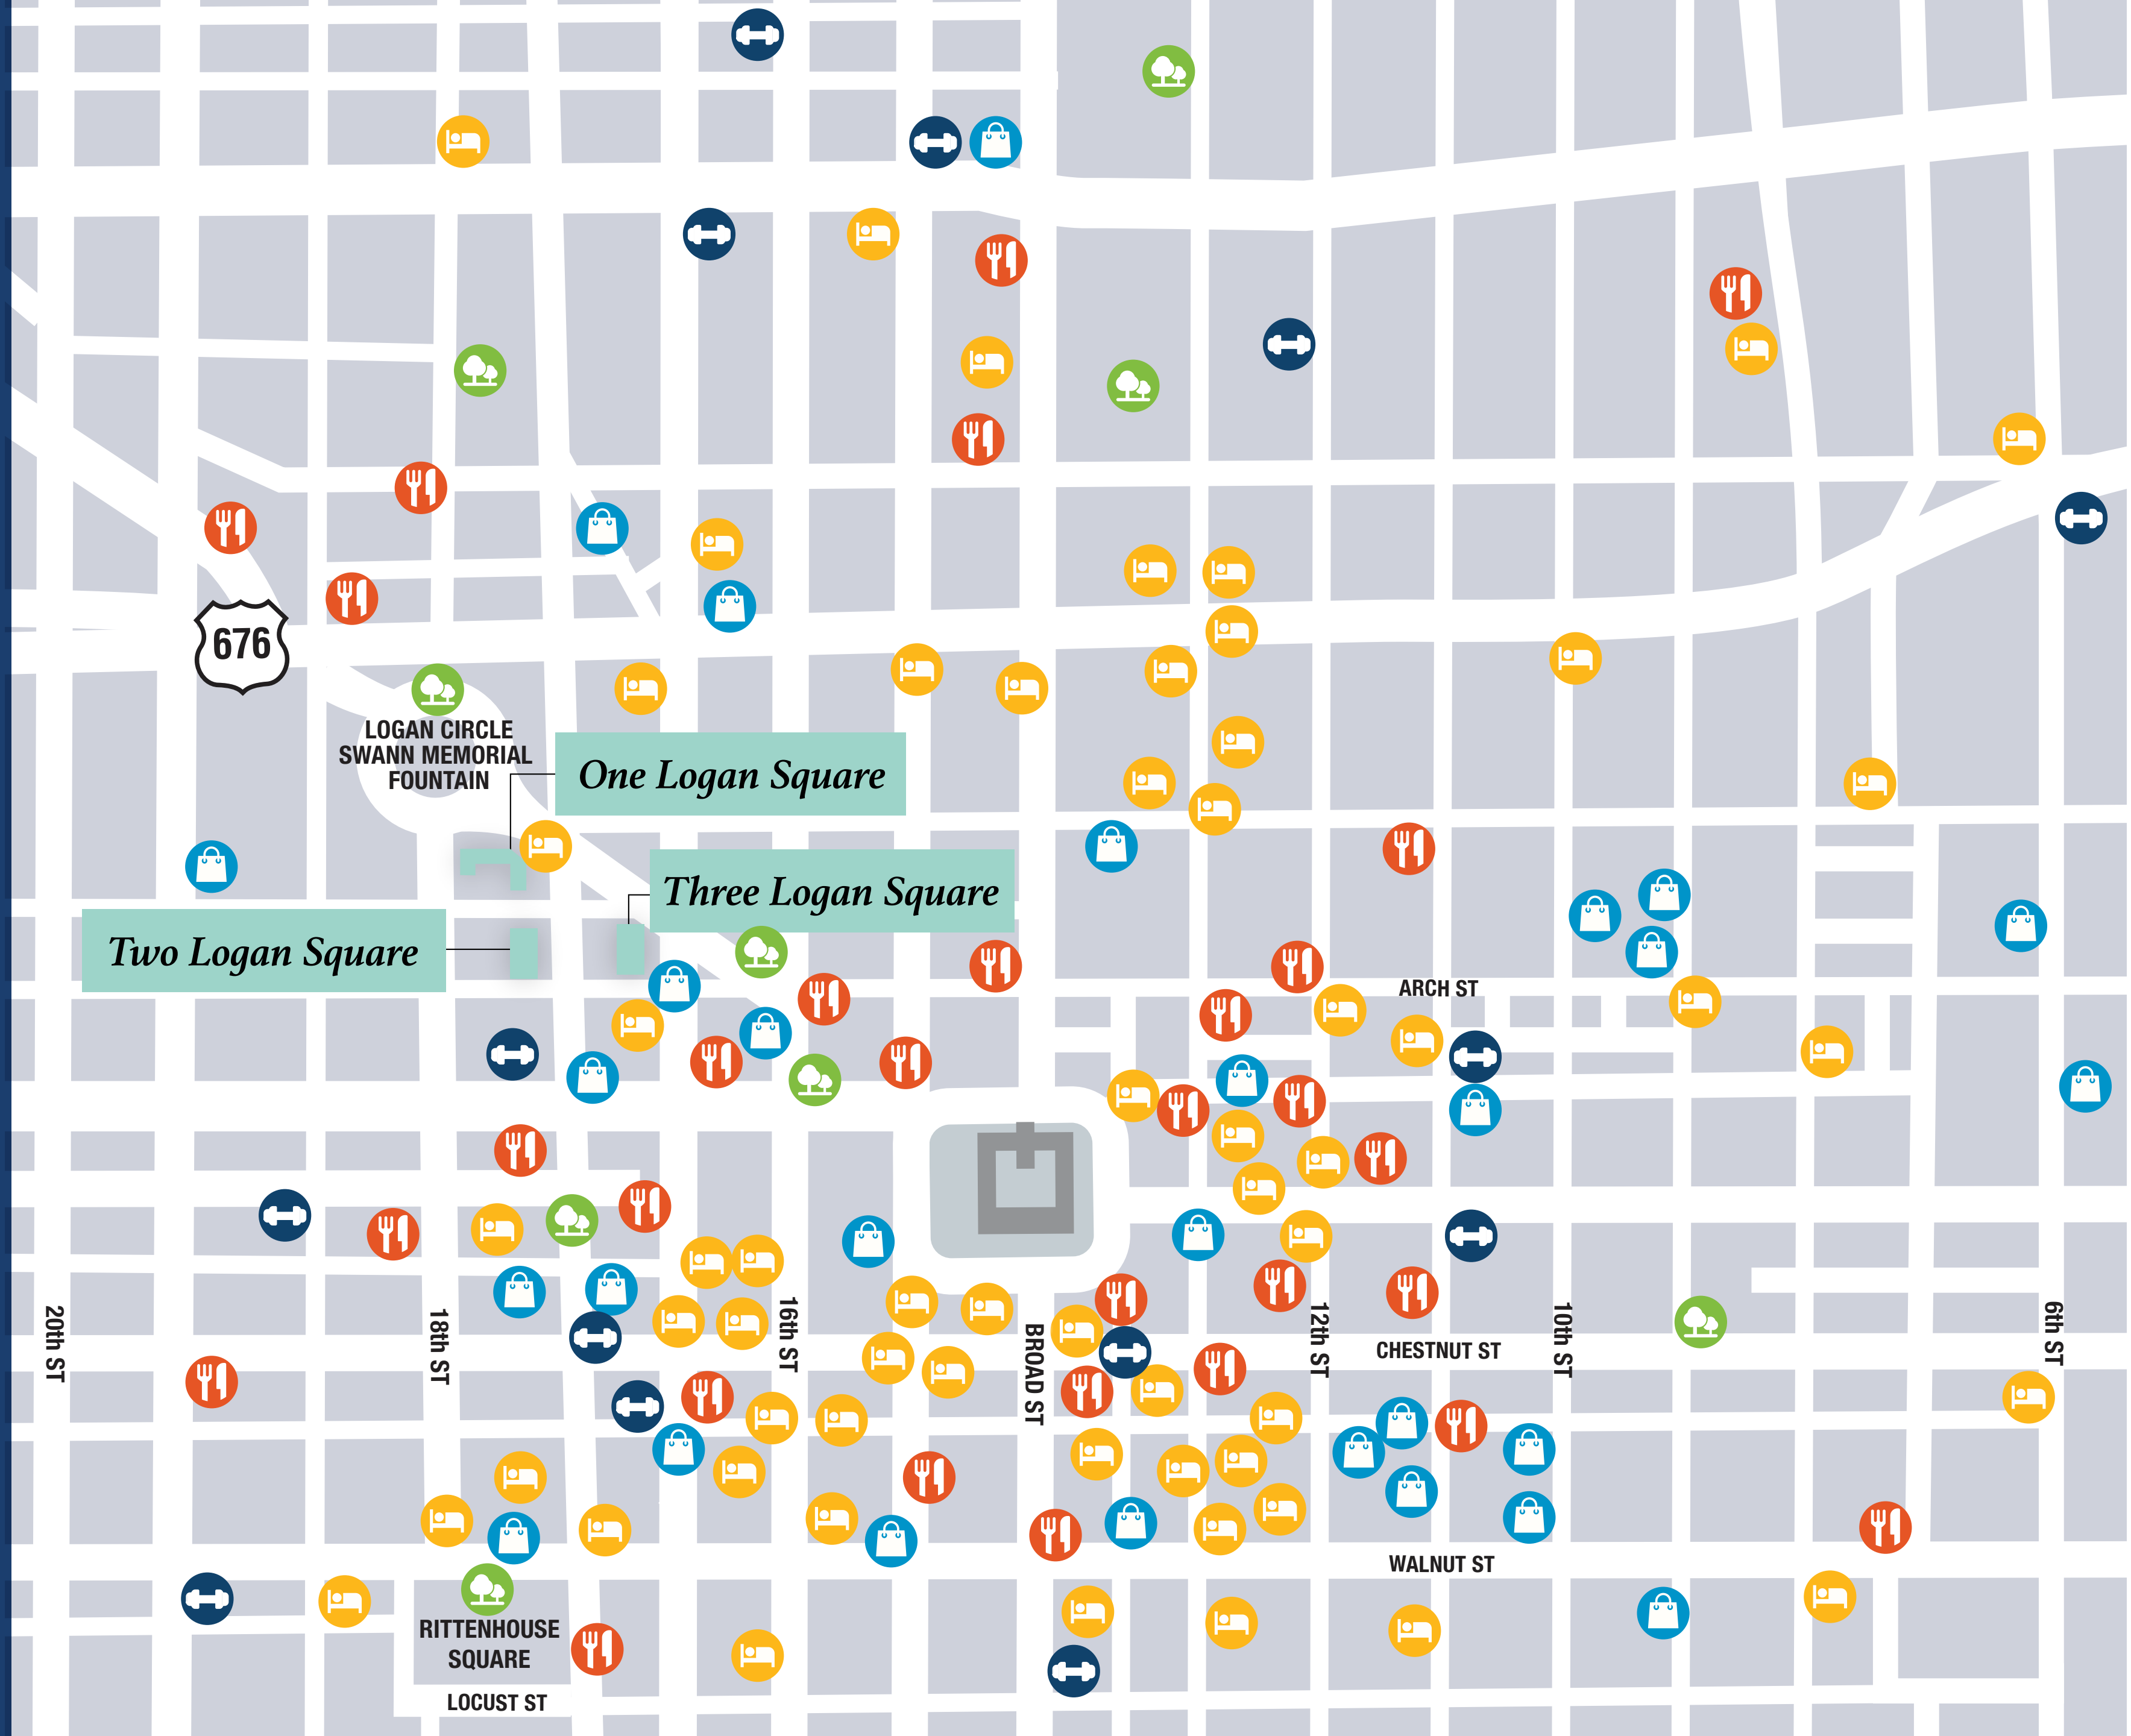 676
LOGAN CIRCLE
SWANN MEMORIAL
FOUNTAIN
One Logan Square
Three Logan Square
Two Logan Square
ARCH ST
20th ST
18th ST
16th ST
BROAD ST
12th ST
10th ST
6th ST
CHESTNUT ST
WALNUT ST
RITTENHOUSE
SQUARE
LOCUST ST